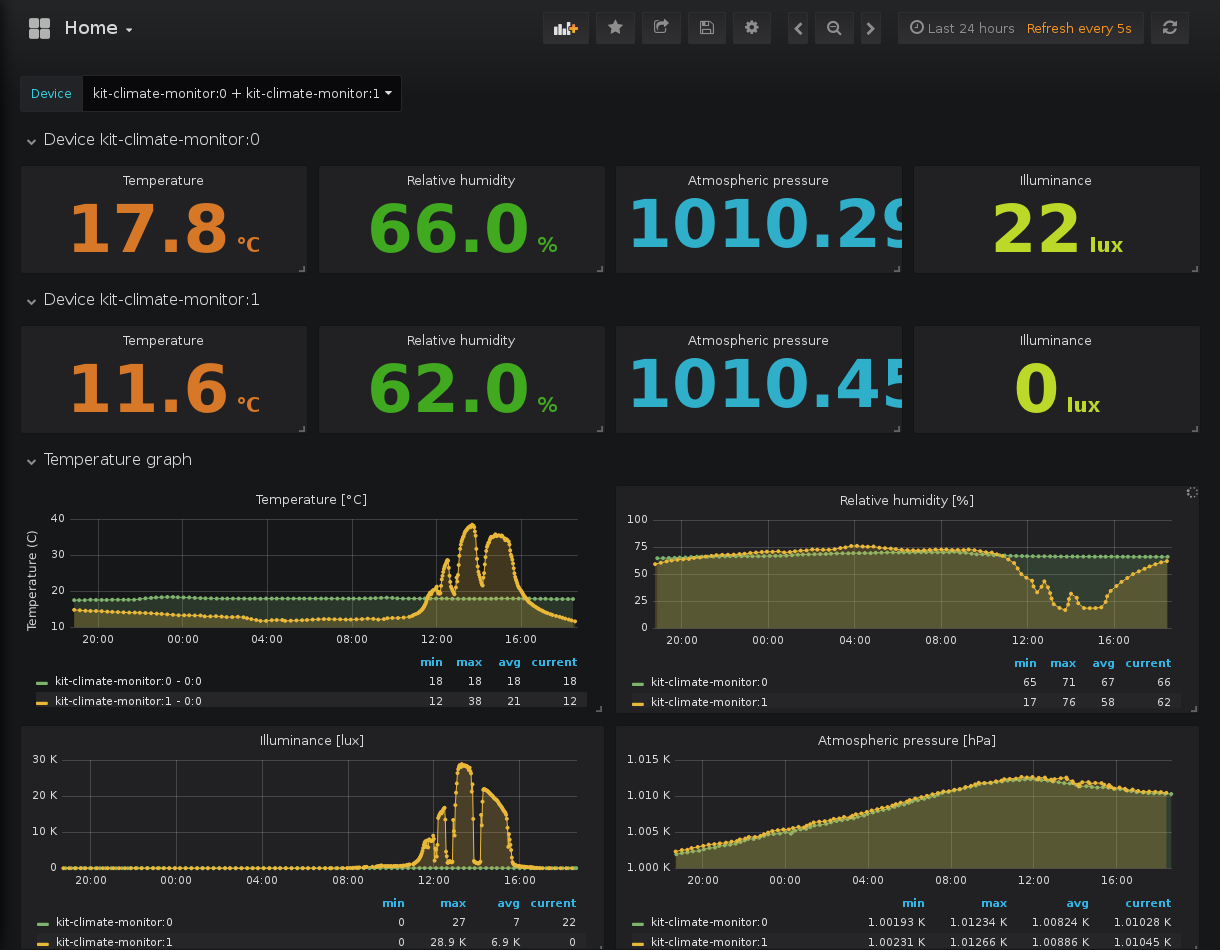 Home
Last 24 hours Refresh every 5s
Device kit-climate-monitor:0 + kit-climate-monitor:1
Device kit-climate-monitor:0
Temperature Relative humidity Atmospheric pressure Illuminance
17.8 °C 66.0 % 1010.29 22 lux
Device kit-climate-monitor:1
Temperature Relative humidity Atmospheric pressure Illuminance
11.6 °C 62.0 % 1010.45 0 lux
Temperature graph
Temperature [°C]
Temperature (C)
40
30
20
10
20:00 00:00 04:00 08:00 12:00 16:00
min max avg current
kit-climate-monitor:0 - 0:0 18 18 18 18
kit-climate-monitor:1 - 0:0 12 38 21 12
Relative humidity [%]
100
75
50
25
0
20:00 00:00 04:00 08:00 12:00 16:00
min max avg current
kit-climate-monitor:0 65 71 67 66
kit-climate-monitor:1 17 76 58 62
Illuminance [lux]
30 K
20 K
10 K
0
20:00 00:00 04:00 08:00 12:00 16:00
min max avg current
kit-climate-monitor:0 0 27 7 22
kit-climate-monitor:1 0 28.9 K 6.9 K 0
Atmospheric pressure [hPa]
1.015 K
1.010 K
1.005 K
1.000 K
20:00 00:00 04:00 08:00 12:00 16:00
min max avg current
kit-climate-monitor:0 1.00193 K 1.01234 K 1.00824 K 1.01028 K
kit-climate-monitor:1 1.00231 K 1.01266 K 1.00886 K 1.01045 K